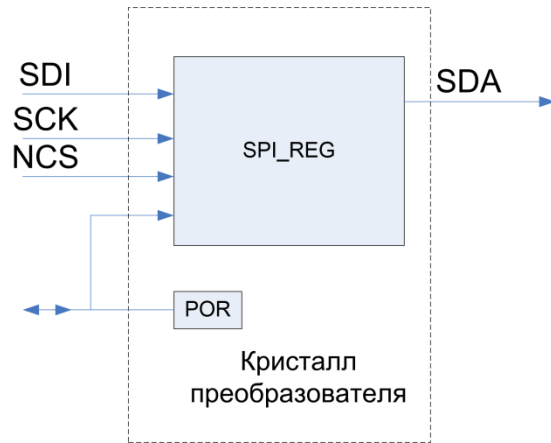 SDI
SDA
SCK
NCS
SPI_REG
POR
Кристалл
преобразователя